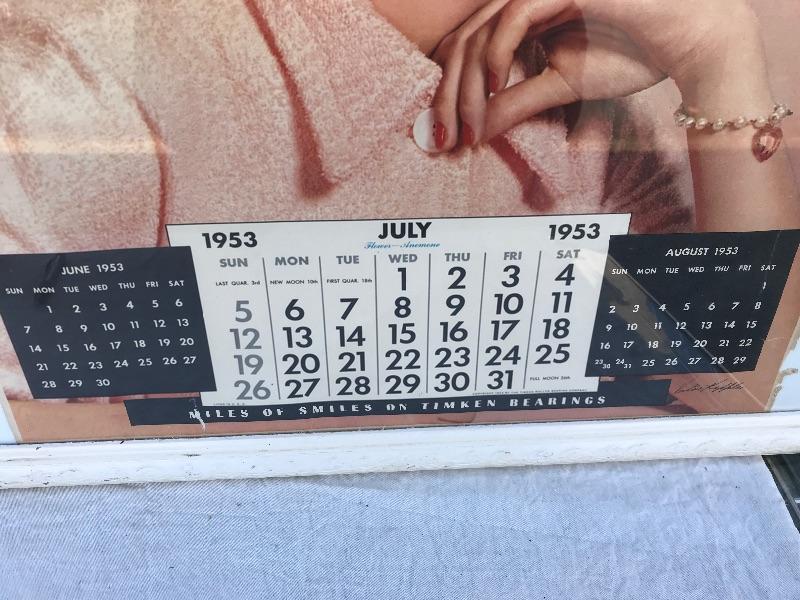 JUNE 1953
SUN MON TUE WED THU FRI SAT
1 2 3 4 5 6
7 8 9 10 11 12 13
14 15 16 17 18 19 20
21 22 23 24 25 26 27
28 29 30
1953 JULY 1953
Flower—Anemone
SUN MON TUE WED THU FRI SAT
LAST QUAR. 3rd NEW MOON 10th FIRST QUAR. 18th 1 2 3 4
5 6 7 8 9 10 11
12 13 14 15 16 17 18
19 20 21 22 23 24 25
26 27 28 29 30 31 FULL MOON 26th
AUGUST 1953
SUN MON TUE WED THU FRI SAT
1
2 3 4 5 6 7 8
9 10 11 12 13 14 15
16 17 18 19 20 21 22
23/30 24/31 25 26 27 28 29
MILES OF SMILES ON TIMKEN BEARINGS